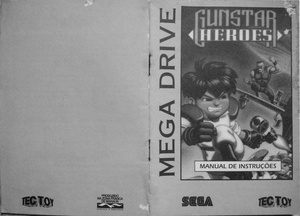 GUNSTAR
HEROES
MEGA DRIVE
MANUAL DE INSTRUÇÕES
TEC TOY
SEGA
TEC TOY